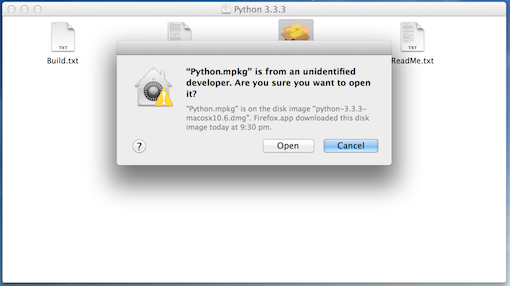 Python 3.3.3
TXT
TXT
Build.txt
ReadMe.txt
"Python.mpkg" is from an unidentified
developer. Are you sure you want to open
it?
"Python.mpkg" is on the disk image "python-3.3.3-
macosx10.6.dmg". Firefox.app downloaded this disk
image today at 9:30 pm.
?
Open
Cancel